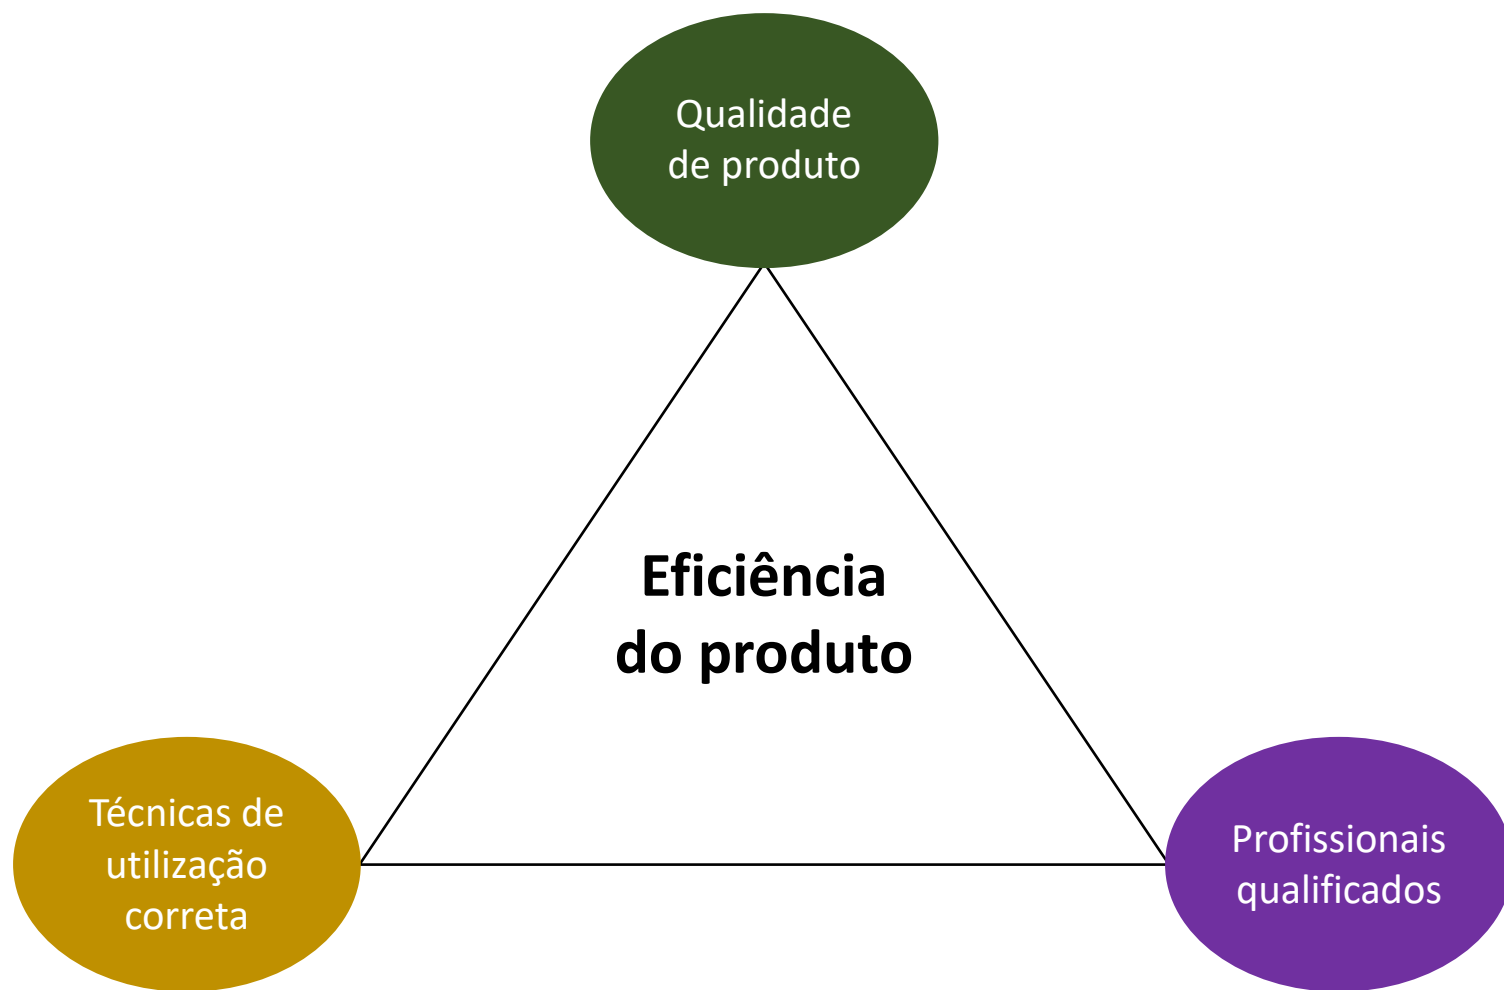 Qualidade
de produto
Eficiência
do produto
Técnicas de
utilização
correta
Profissionais
qualificados